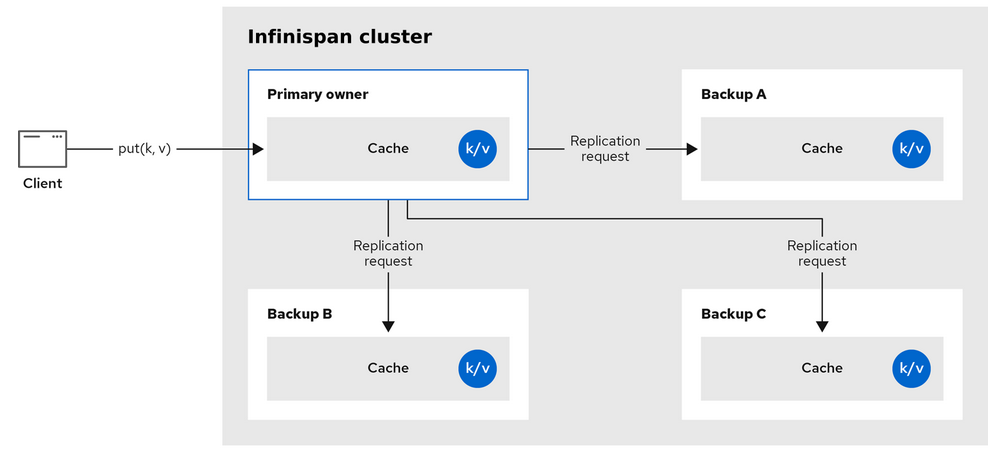 Infinispan cluster
Primary owner
Cache
k/v
Backup A
Cache
k/v
Client
put(k, v)
Replication
request
Replication
request
Replication
request
Backup B
Cache
k/v
Backup C
Cache
k/v